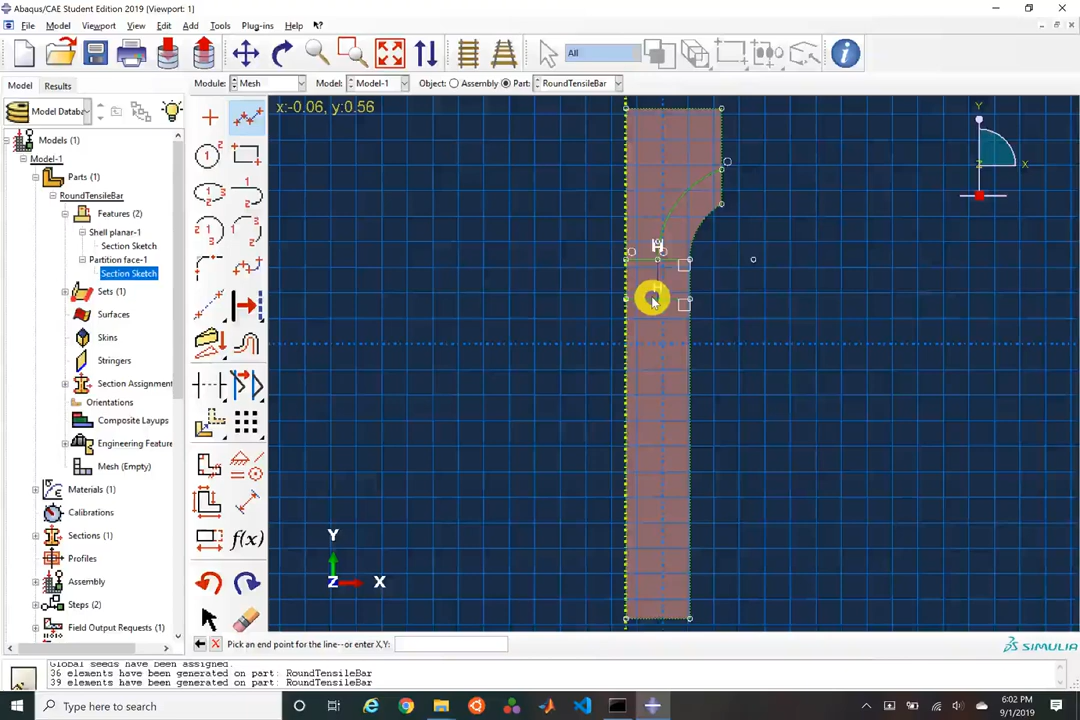 Abaqus/CAE Student Edition 2019 (Viewport: 1)
File Model Viewport View Edit Add Tools Plug-ins Help
All
Model Results
Module: Mesh Model: Model-1 Object: Assembly Part: RoundTensileBar
Model Databa
x:-0.06, y:0.56
Models (1)
Model-1
Parts (1)
RoundTensileBar
Features (2)
Shell planar-1
Section Sketch
Partition face-1
Section Sketch
Sets (1)
Surfaces
Skins
Stringers
Section Assignment
Orientations
Composite Layups
Engineering Feature
Mesh (Empty)
Materials (1)
Calibrations
Sections (1)
Profiles
Assembly
Steps (2)
Field Output Requests (1)
f(x)
H
H
Y
X
Z
Y
Z X
Pick an end point for the line--or enter X,Y:
SIMULIA
Global seeds have been assigned.
36 elements have been generated on part: RoundTensileBar
39 elements have been generated on part: RoundTensileBar
Type here to search
6:02 PM
9/1/2019